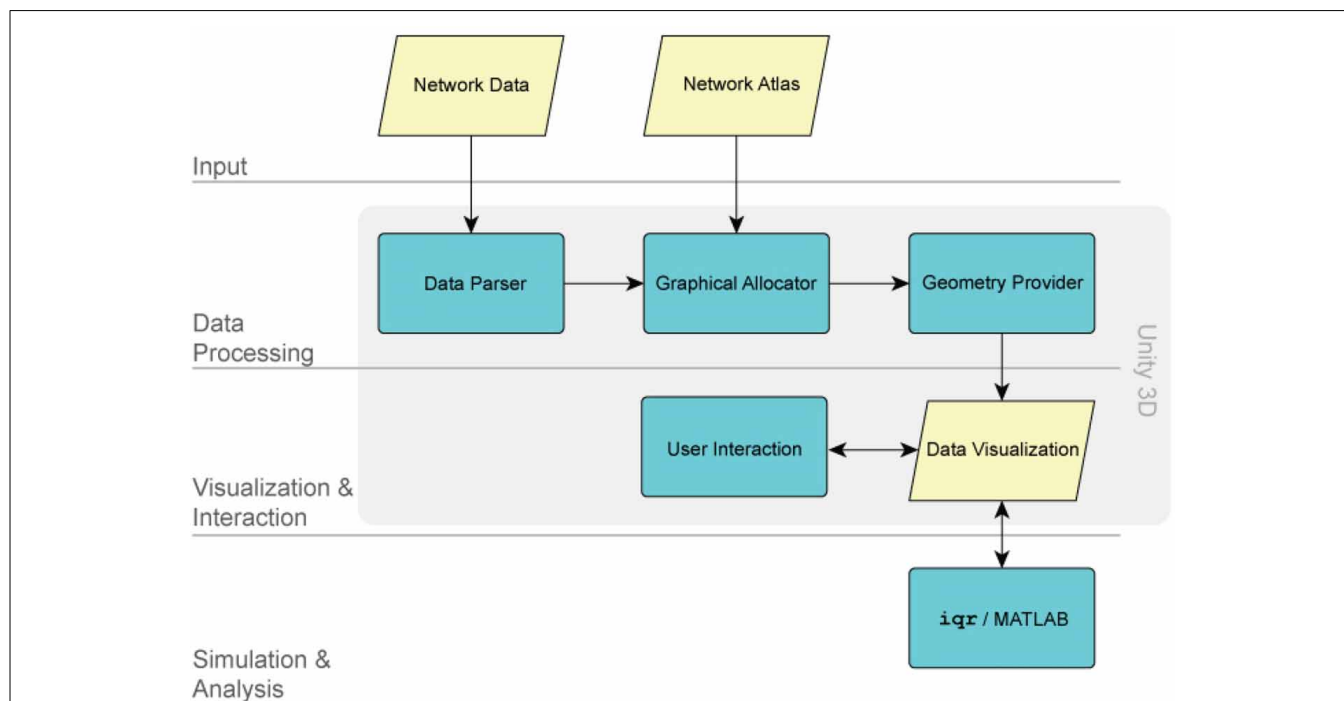 Network Data
Network Atlas
Input
Data Parser
Graphical Allocator
Geometry Provider
Data
Processing
Unity 3D
User Interaction
Data Visualization
Visualization &
Interaction
iqr / MATLAB
Simulation &
Analysis